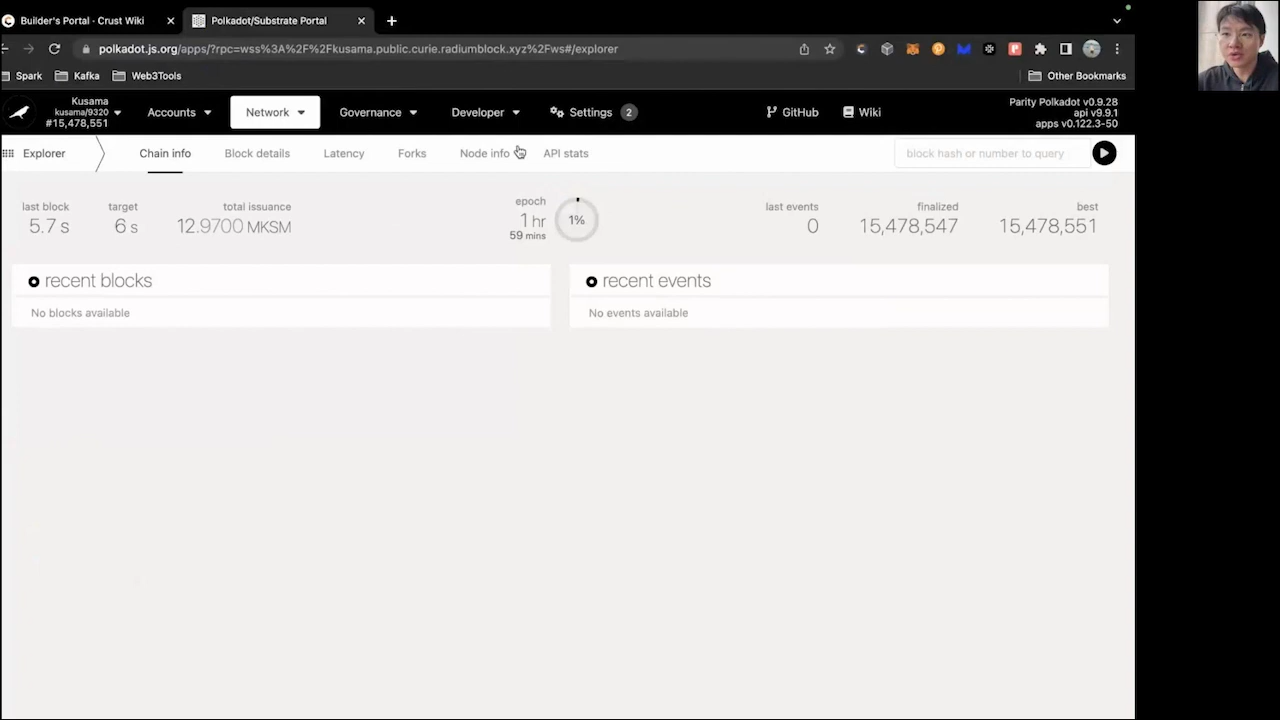 Builder's Portal - Crust Wiki
Polkadot/Substrate Portal
polkadot.js.org/apps/?rpc=wss%3A%2F%2Fkusama.public.curie.radiumblock.xyz%2Fws#/explorer
Spark
Kafka
Web3Tools
Other Bookmarks
Kusama
kusama/9320
#15,478,551
Accounts
Network
Governance
Developer
Settings
2
GitHub
Wiki
Parity Polkadot v0.9.28
api v9.9.1
apps v0.122.3-50
Explorer
Chain info
Block details
Latency
Forks
Node info
API stats
block hash or number to query
last block
5.7 s
target
6 s
total issuance
12.9700 MKSM
epoch
1 hr
59 mins
1%
last events
0
finalized
15,478,547
best
15,478,551
recent blocks
No blocks available
recent events
No events available